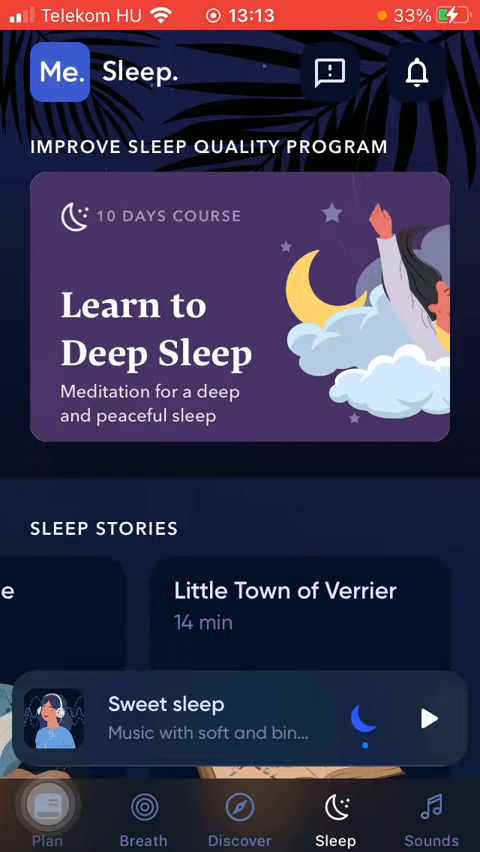 Telekom HU 13:13 33%
Me. Sleep.
IMPROVE SLEEP QUALITY PROGRAM
10 DAYS COURSE
Learn to
Deep Sleep
Meditation for a deep
and peaceful sleep
SLEEP STORIES
e
Little Town of Verrier
14 min
Sweet sleep
Music with soft and bin...
Plan Breath Discover Sleep Sounds